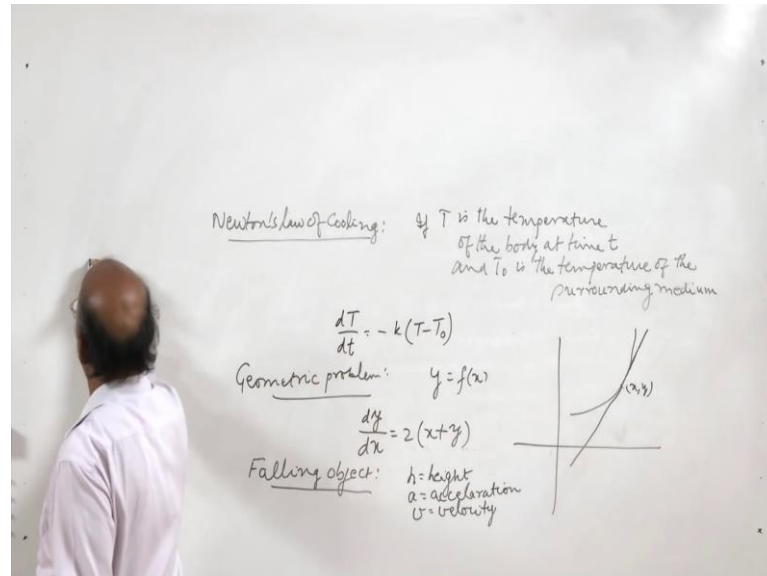 Newton's law of Cooling: If T is the temperature
of the body at time t
and T₀ is the temperature of the
surrounding medium
dT/dt = - k(T-T₀)
Geometric problem: y = f(x)
(x,y)
dy/dx = 2(x+y)
Falling object: h = height
a = acceleration
v = velocity